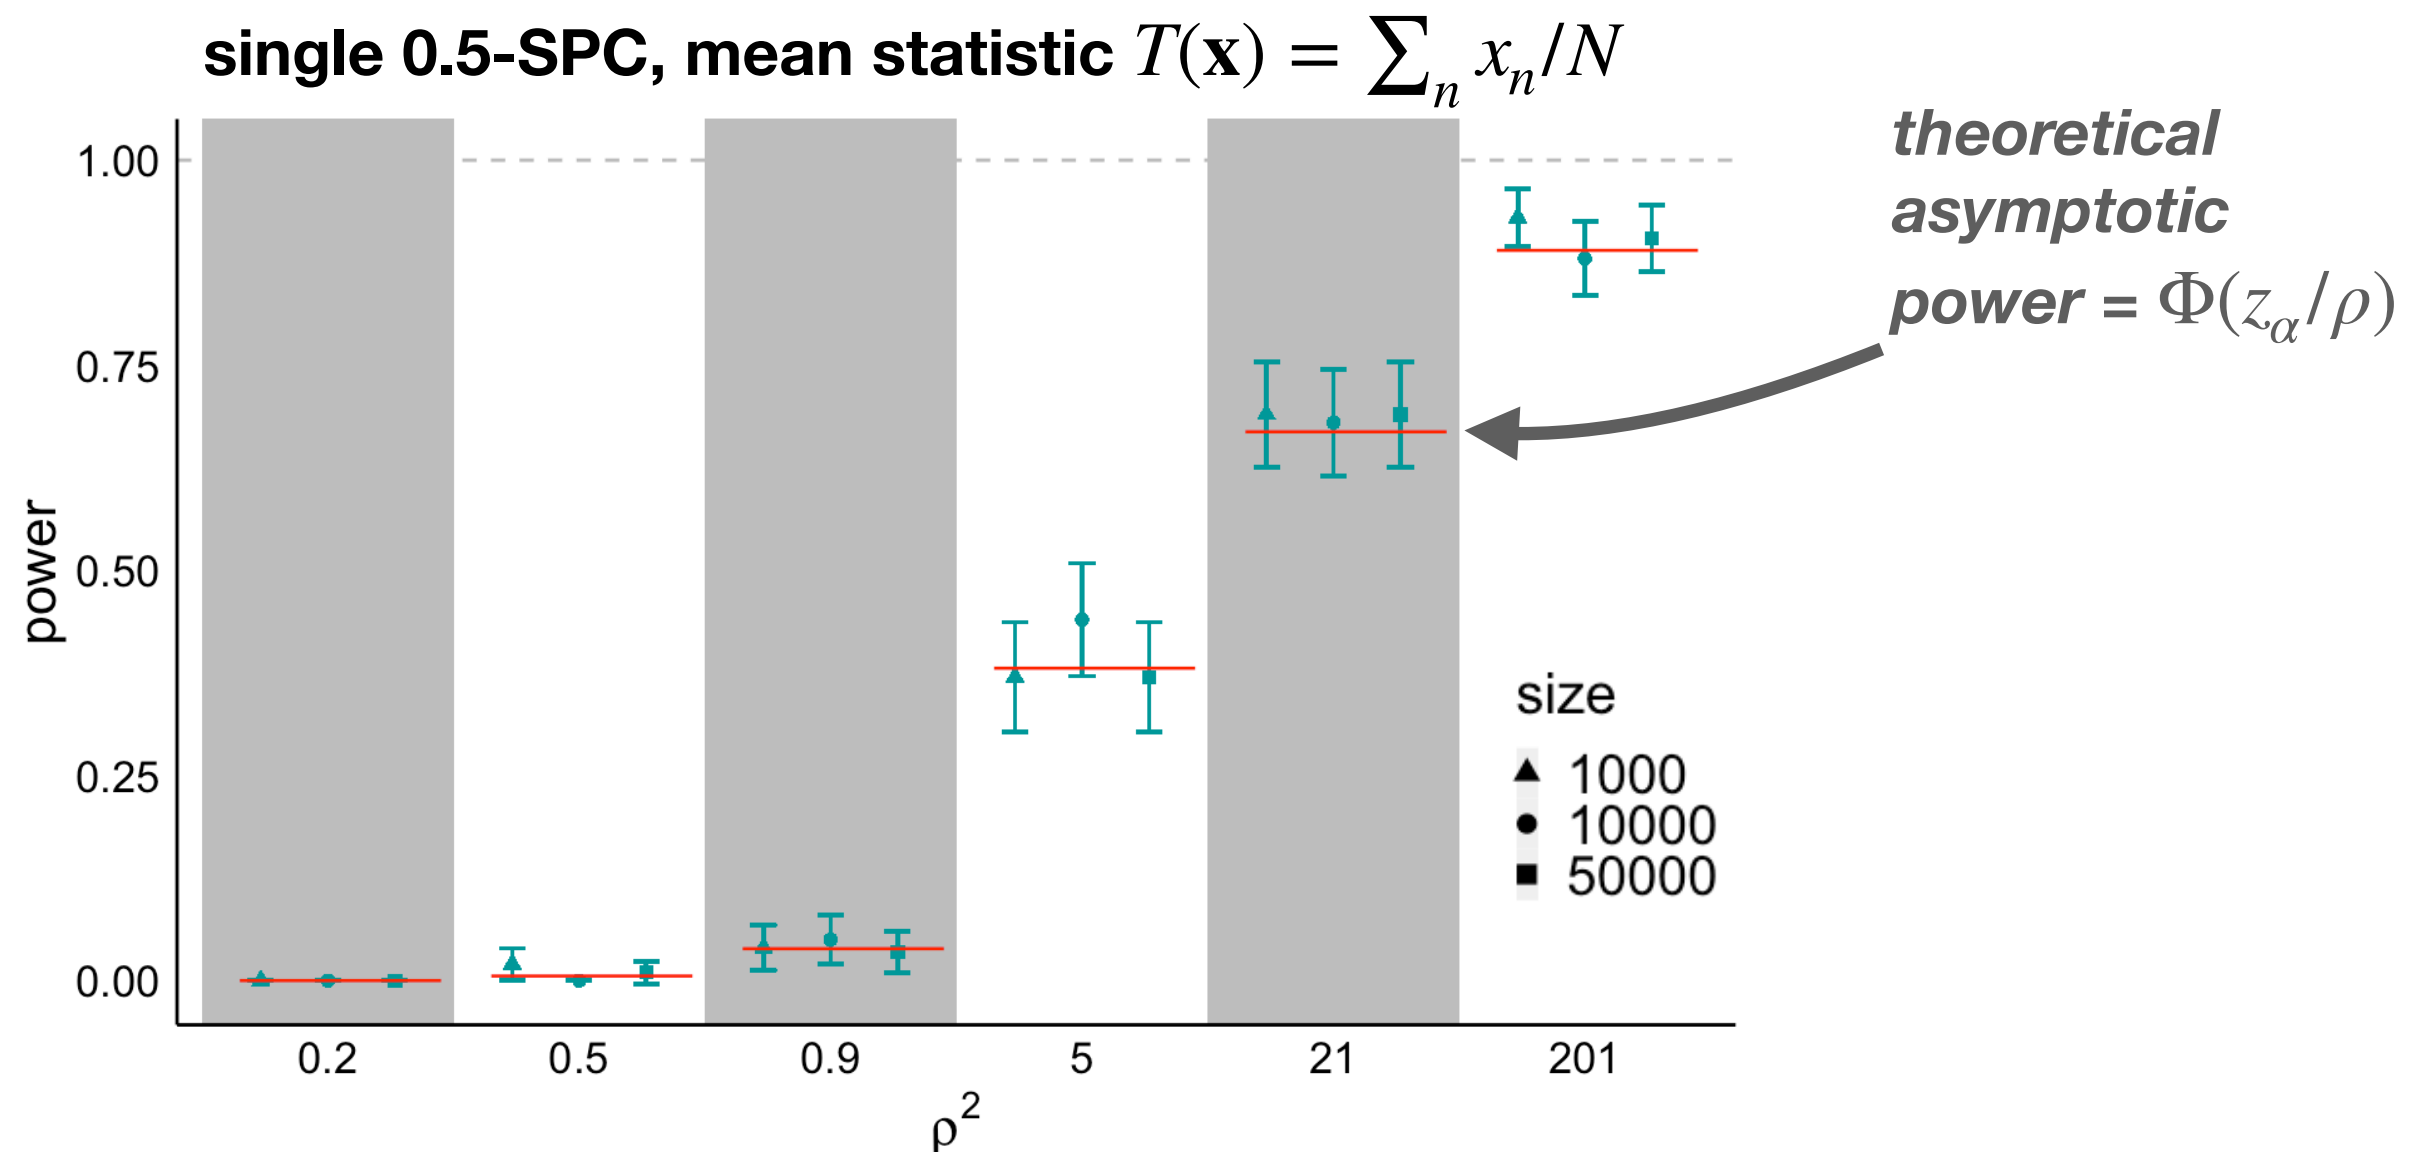 single 0.5-SPC, mean statistic T(𝐱) = ∑ₙ xₙ/N
theoretical
asymptotic
power = Φ(z_α/ρ)
1.00
0.75
0.50
0.25
0.00
power
0.2 0.5 0.9 5 21 201
ρ²
size
1000
10000
50000